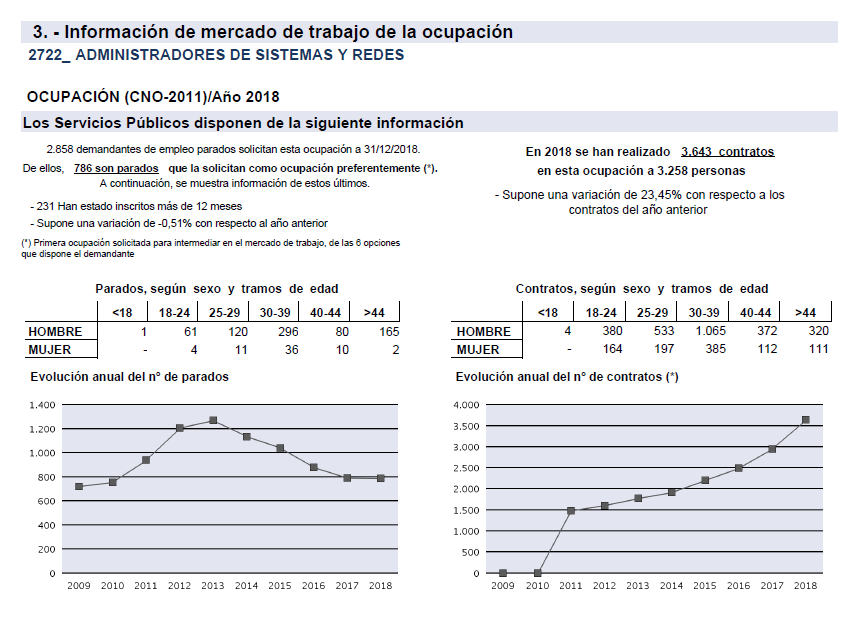 3. - Información de mercado de trabajo de la ocupación
2722_ ADMINISTRADORES DE SISTEMAS Y REDES
OCUPACIÓN (CNO-2011)/Año 2018
Los Servicios Públicos disponen de la siguiente información
2.858 demandantes de empleo parados solicitan esta ocupación a 31/12/2018.
De ellos, 786 son parados que la solicitan como ocupación preferentemente (*).
A continuación, se muestra información de estos últimos.
- 231 Han estado inscritos más de 12 meses
- Supone una variación de -0,51% con respecto al año anterior
(*) Primera ocupación solicitada para intermediar en el mercado de trabajo, de las 6 opciones
que dispone el demandante
En 2018 se han realizado 3.643 contratos
en esta ocupación a 3.258 personas
- Supone una variación de 23,45% con respecto a los
contratos del año anterior
Parados, según sexo y tramos de edad
<18 18-24 25-29 30-39 40-44 >44
HOMBRE 1 61 120 296 80 165
MUJER - 4 11 36 10 2
Contratos, según sexo y tramos de edad
<18 18-24 25-29 30-39 40-44 >44
HOMBRE 4 380 533 1.065 372 320
MUJER - 164 197 385 112 111
Evolución anual del nº de parados
1.400
1.200
1.000
800
600
400
200
0
2009 2010 2011 2012 2013 2014 2015 2016 2017 2018
Evolución anual del nº de contratos (*)
4.000
3.500
3.000
2.500
2.000
1.500
1.000
500
0
2009 2010 2011 2012 2013 2014 2015 2016 2017 2018